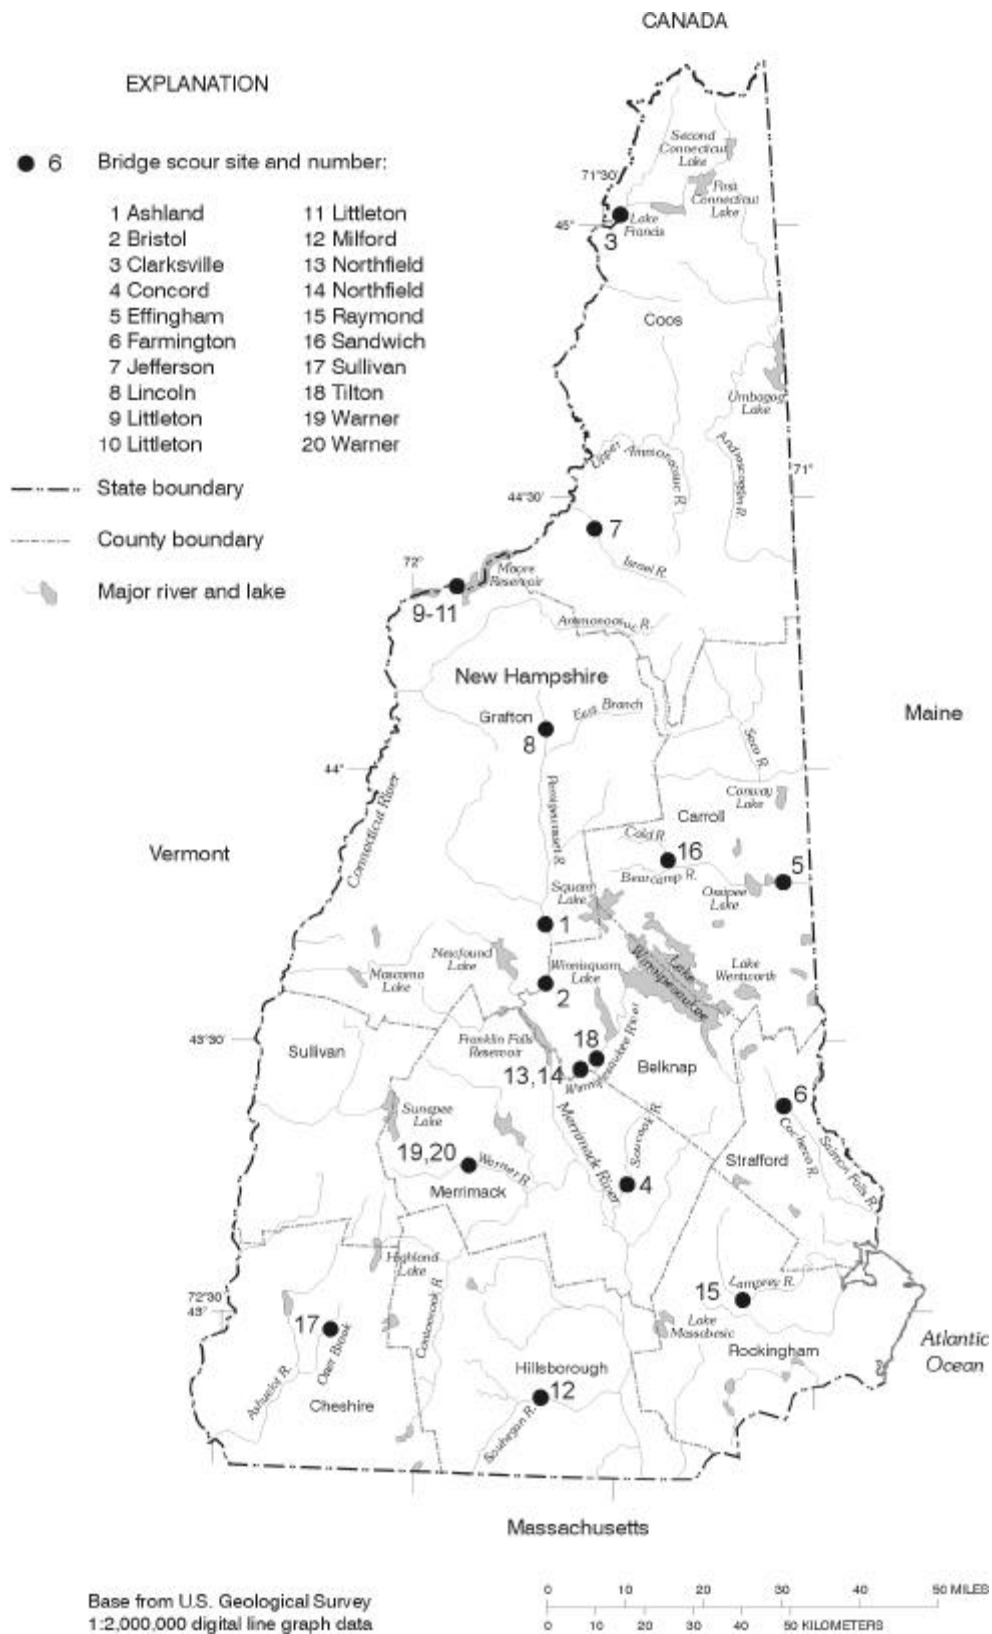 CANADA
EXPLANATION
6 Bridge scour site and number:
1 Ashland
2 Bristol
3 Clarksville
4 Concord
5 Effingham
6 Farmington
7 Jefferson
8 Lincoln
9 Littleton
10 Littleton
11 Littleton
12 Milford
13 Northfield
14 Northfield
15 Raymond
16 Sandwich
17 Sullivan
18 Tilton
19 Warner
20 Warner
State boundary
County boundary
Major river and lake
Second
Connecticut
Lake
71°30'
First
Connecticut
Lake
45°
Lake
Francis
3
Coos
Umbagog
Lake
Upper Ammonoosuc R.
Androscoggin R.
71°
44°30'
7
Israel R.
72°
Moore
Reservoir
9-11
Ammonoosuc R.
New Hampshire
Grafton
East Branch
8
Maine
Saco R.
44°
Conway
Lake
Connecticut River
Pemigewasset R.
Carroll
Cold R.
Vermont
16
Bearcamp R.
5
Ossipee
Lake
Squam
Lake
1
Newfound
Lake
Mascoma
Lake
Winnisquam
Lake
Lake
Winnipesaukee
Lake
Wentworth
2
43°30'
Sullivan
Franklin Falls
Reservoir
18
13,14
Winnipesaukee River
Belknap
Sunapee
Lake
Merrimack River
Soucook R.
6
Cocheco R.
Salmon Falls R.
Strafford
19,20
Warner R.
Merrimack
4
Highland
Lake
Contoocook R.
72°30
43°
Lamprey R.
15
Lake
Massabesic
Rockingham
Atlantic
Ocean
17
Otter Brook
Ashuelot R.
Cheshire
Hillsborough
12
Souhegan R.
Massachusetts
Base from U.S. Geological Survey
1:2,000,000 digital line graph data
0 10 20 30 40 50 MILES
0 10 20 30 40 50 KILOMETERS